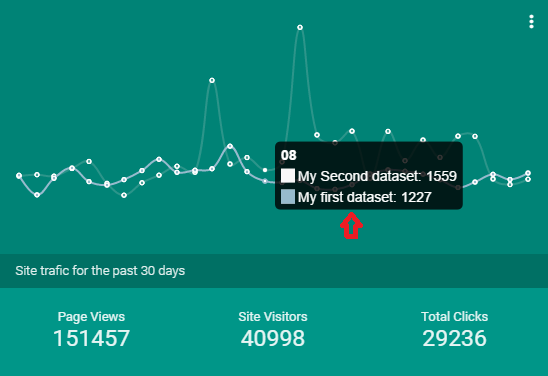 08
My Second dataset: 1559
My first dataset: 1227
Site trafic for the past 30 days
Page Views
151457
Site Visitors
40998
Total Clicks
29236